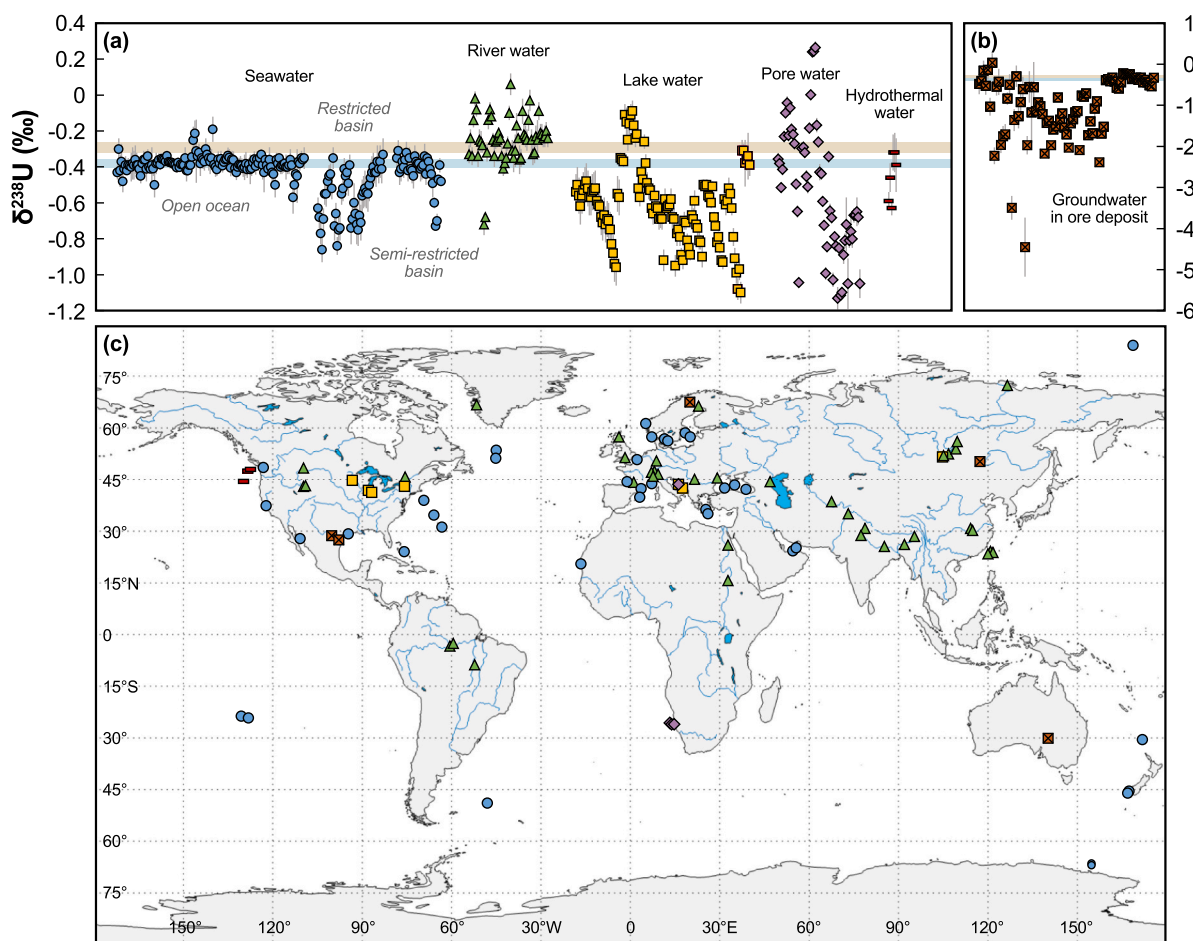 0.4
0.2
0
-0.2
-0.4
-0.6
-0.8
-1.0
-1.2
δ²³⁸U (‰)
(a)
Seawater
Restricted
basin
Open ocean
Semi-restricted
basin
River water
Lake water
Pore water
Hydrothermal
water
(b)
Groundwater
in ore deposit
1
0
-1
-2
-3
-4
-5
-6
(c)
75°
60°
45°
30°
15°N
0
15°S
30°
45°
60°
75°
150° 120° 90° 60° 30°W 0 30°E 60° 90° 120° 150°